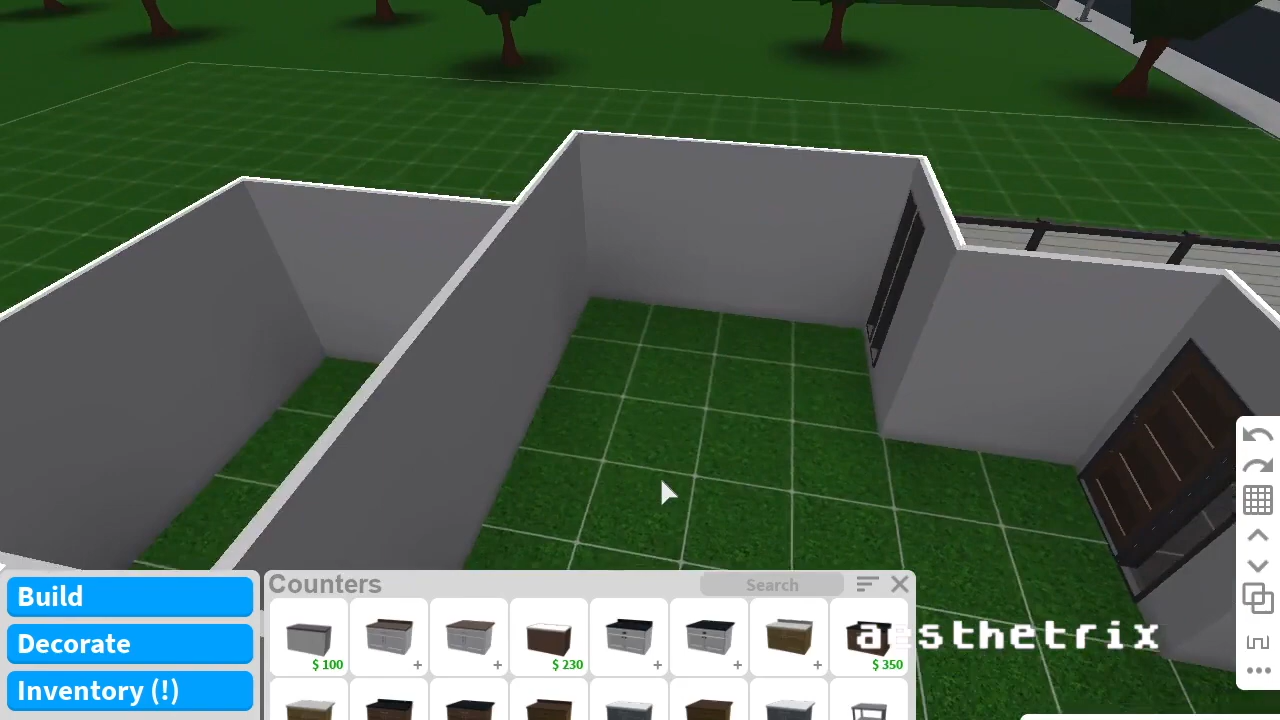 Counters
Search
Build
Decorate
Inventory (!)
$ 100
+
+
$ 230
+
+
+
$ 350
aesthetrix